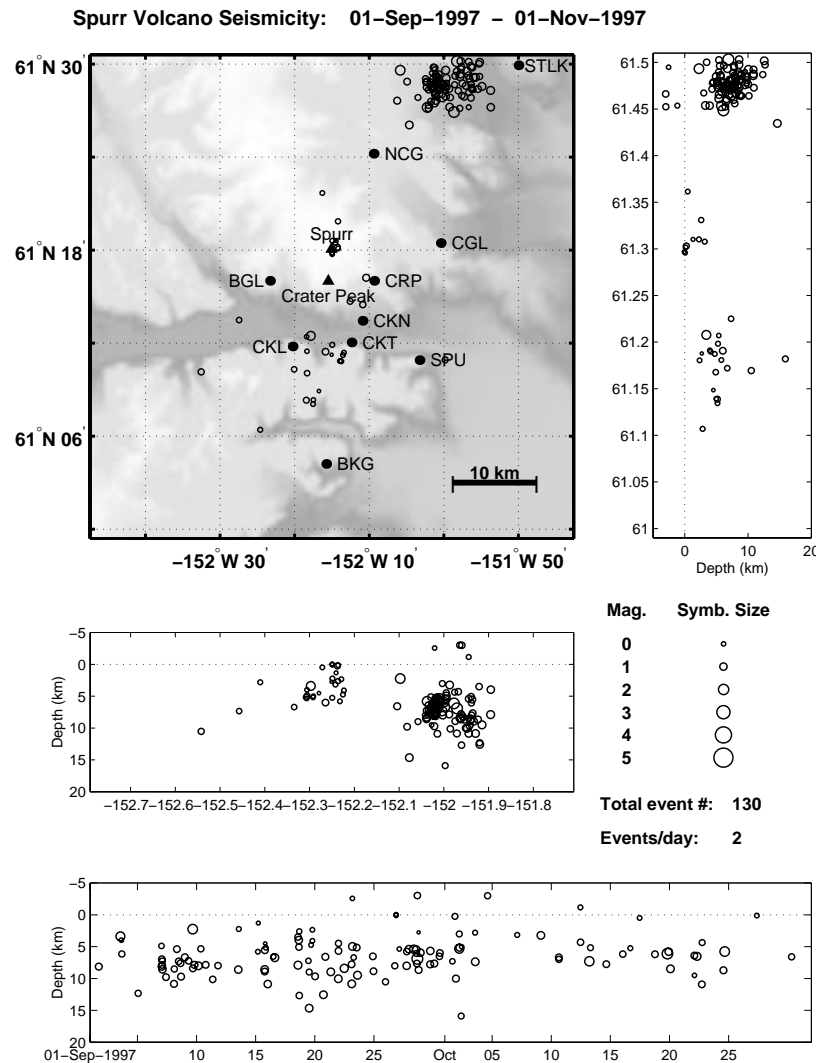 Spurr Volcano Seismicity: 01−Sep−1997 − 01−Nov−1997
61°N 30'
61°N 18'
61°N 06'
STLK
NCG
Spurr
CGL
BGL
CRP
Crater Peak
CKN
CKL
CKT
SPU
BKG
10 km
−152°W 30'
−152°W 10'
−151°W 50'
61.5
61.45
61.4
61.35
61.3
61.25
61.2
61.15
61.1
61.05
61
0 10 20
Depth (km)
Mag. Symb. Size
0
1
2
3
4
5
Total event #: 130
Events/day: 2
−5
0
5
10
15
20
Depth (km)
−152.7−152.6−152.5−152.4−152.3−152.2−152.1 −152 −151.9−151.8
−5
0
5
10
15
20
Depth (km)
01−Sep−1997 10 15 20 25 Oct 05 10 15 20 25